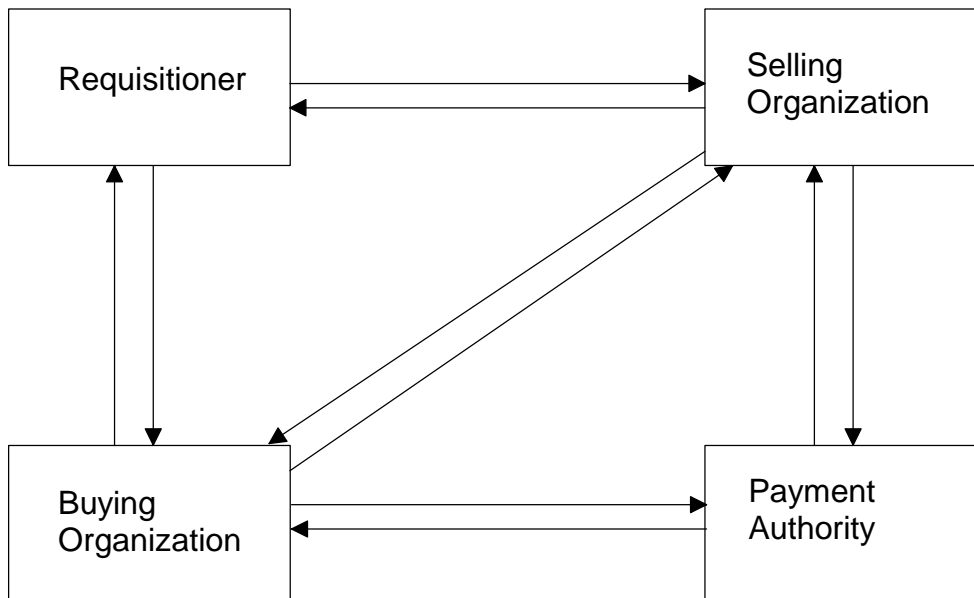 Requisitioner
Selling
Organization
Buying
Organization
Payment
Authority